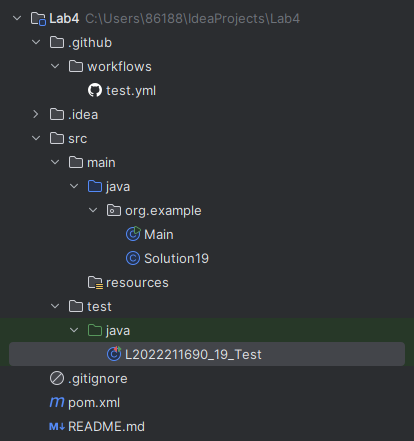 Lab4 C:\Users\86188\IdeaProjects\Lab4
.github
workflows
test.yml
.idea
src
main
java
org.example
Main
Solution19
resources
test
java
L2022211690_19_Test
.gitignore
pom.xml
README.md